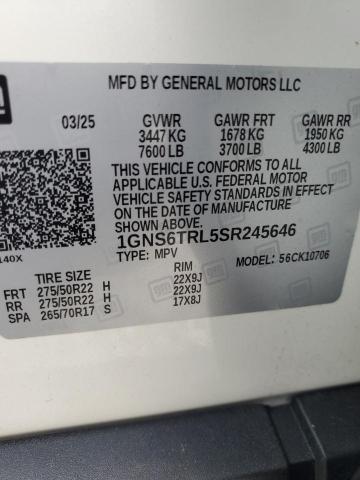 gm
MFD BY GENERAL MOTORS LLC
03/25 GVWR GAWR FRT GAWR RR
3447 KG 1678 KG 1950 KG
7600 LB 3700 LB 4300 LB
THIS VEHICLE CONFORMS TO ALL
APPLICABLE U.S. FEDERAL MOTOR
VEHICLE SAFETY STANDARDS IN EFFECT
ON THE DATE OF MANUFACTURE SHOWN ABOVE.
1GNS6TRL5SR245646
140X TYPE: MPV MODEL: 56CK10706
TIRE SIZE RIM
FRT 275/50R22 H 22X9J
RR 275/50R22 H 22X9J
SPA 265/70R17 S 17X8J